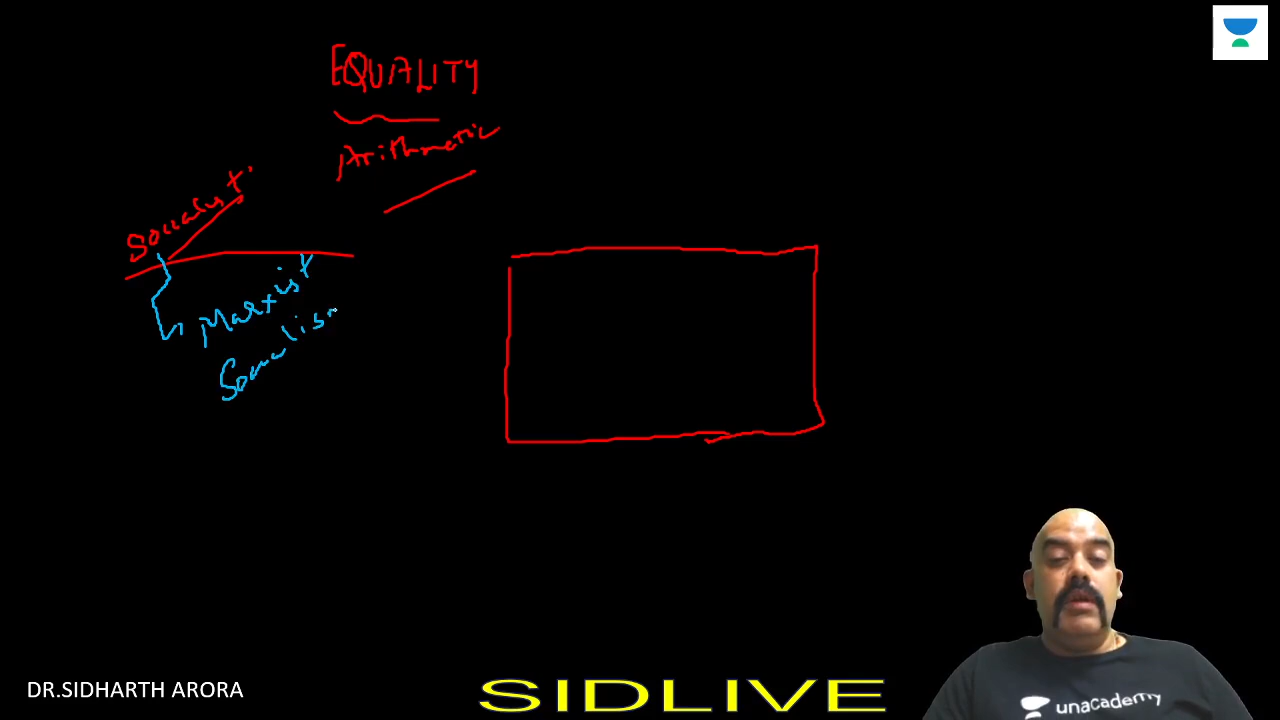 EQUALITY
Arithmetic
Socialist
Marxist
Socialism
unacademy
DR.SIDHARTH ARORA
SIDLIVE